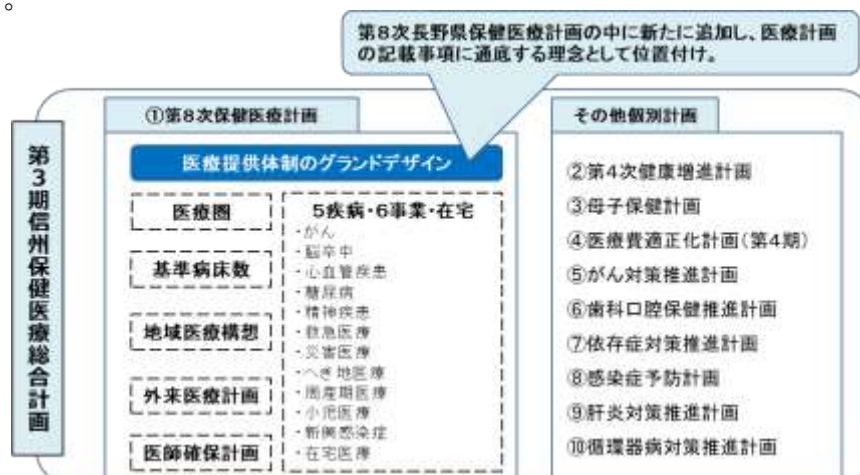 。
第8次長野県保健医療計画の中に新たに追加し、医療計画
の記載事項に通底する理念として位置付け。
第3期信州保健医療総合計画
①第8次保健医療計画
医療提供体制のグランドデザイン
医療圏
基準病床数
地域医療構想
外来医療計画
医師確保計画
5疾病・6事業・在宅
・がん
・脳卒中
・心血管疾患
・糖尿病
・精神疾患
・救急医療
・災害医療
・へき地医療
・周産期医療
・小児医療
・新興感染症
・在宅医療
その他個別計画
②第4次健康増進計画
③母子保健計画
④医療費適正化計画(第4期)
⑤がん対策推進計画
⑥歯科口腔保健推進計画
⑦依存症対策推進計画
⑧感染症予防計画
⑨肝炎対策推進計画
⑩循環器病対策推進計画